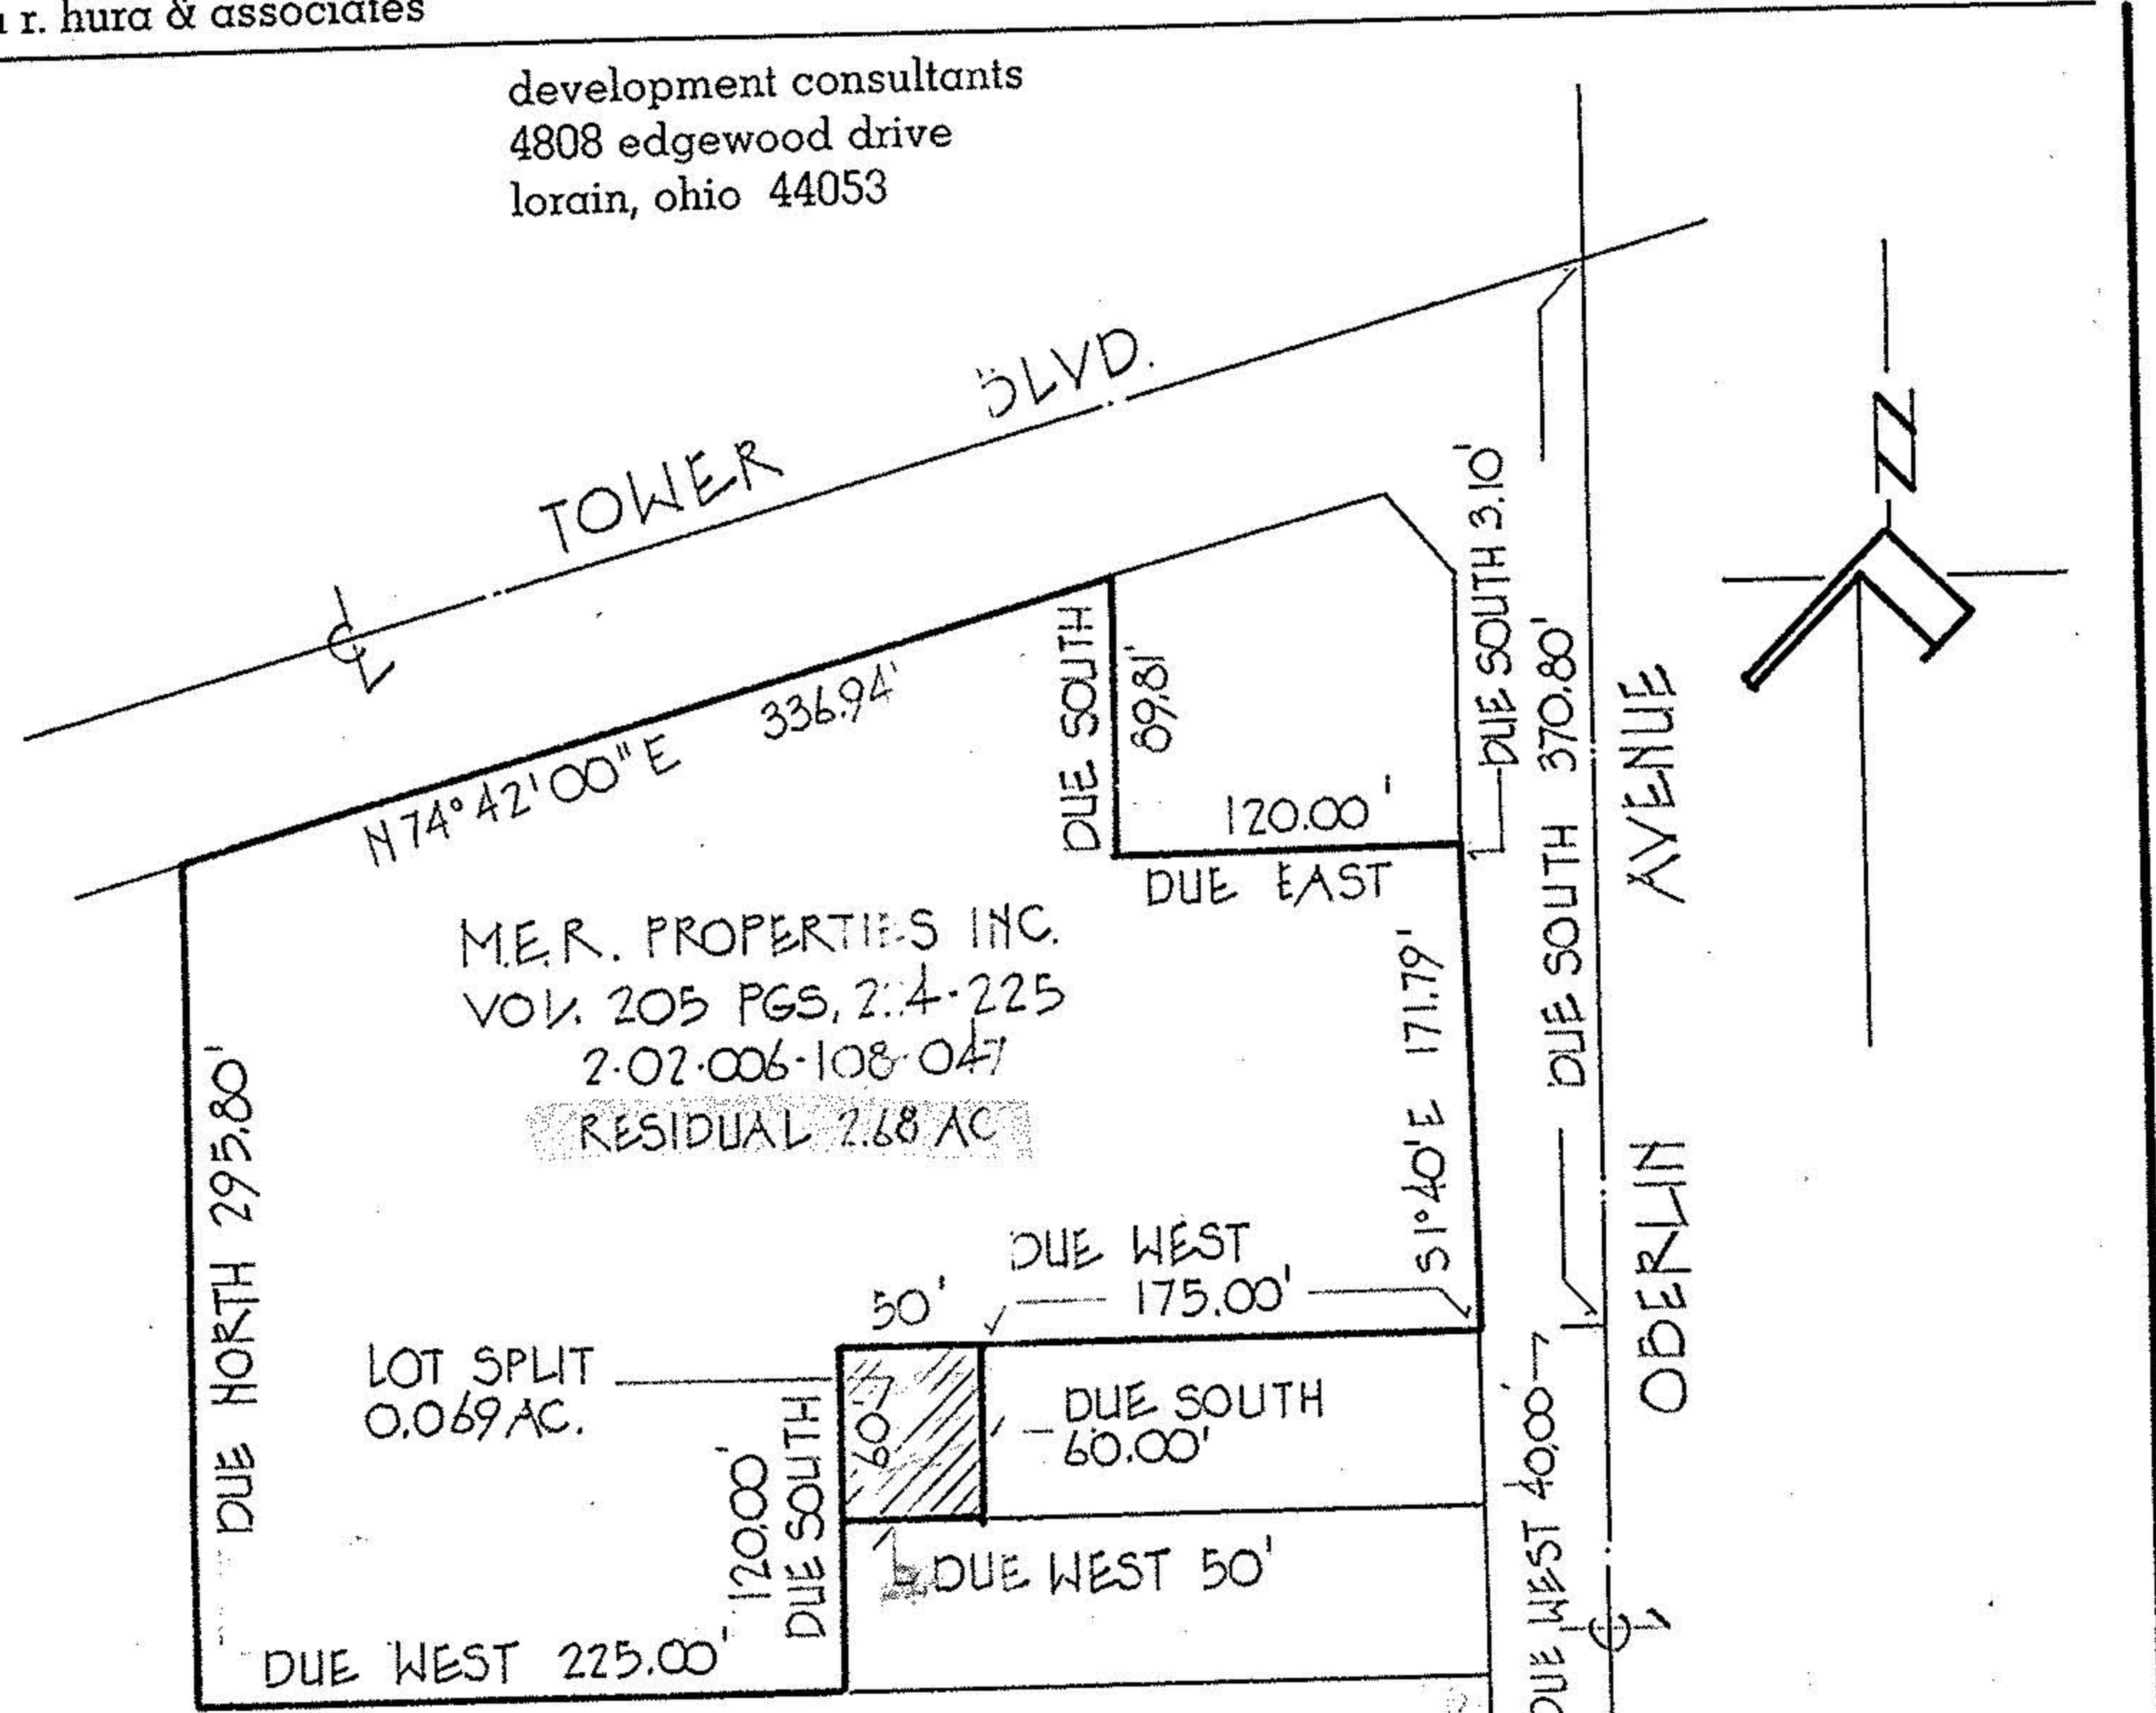 r. hura & associates
development consultants
4808 edgewood drive
lorain, ohio 44053
TOWER BLVD.
N
DUE SOUTH 3.10'
DUE SOUTH 370.80'
N74°42'00"E 336.94'
DUE SOUTH
89.81'
120.00'
DUE EAST
OBERLIN AVENUE
M.E.R. PROPERTIES INC.
VOL. 205 PGS, 225
2-02-006-108-047
RESIDUAL 2.68 AC
DUE NORTH 295.80'
S1°40'E 171.79'
DUE WEST
175.00'
50'
LOT SPLIT
0.069 AC.
60'
DUE SOUTH
60.00'
120.00'
DUE SOUTH
DUE WEST 50'
DUE WEST 40.00
DUE WEST 225.00'